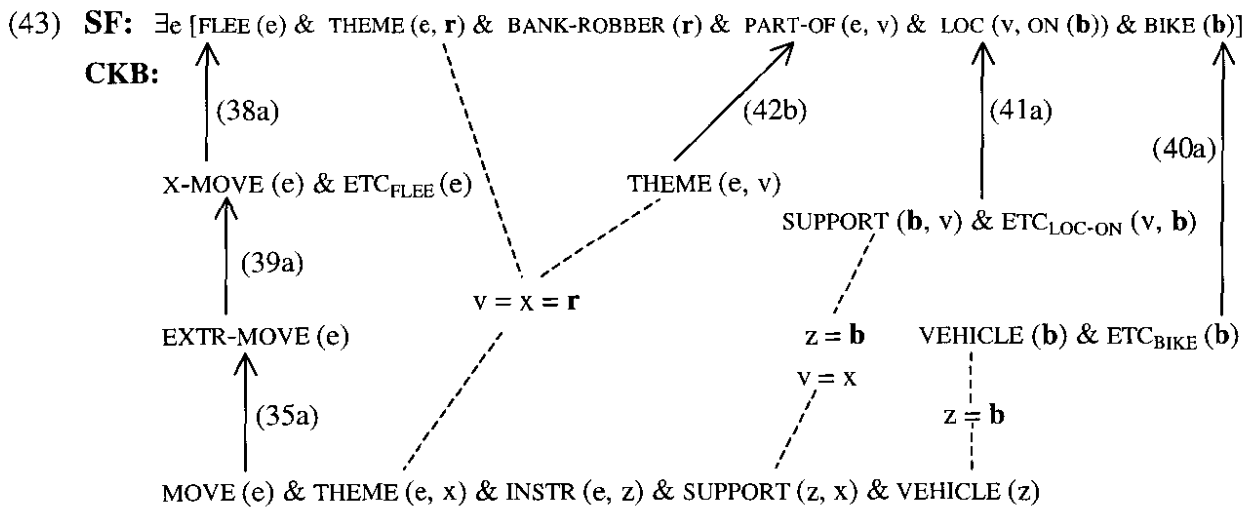 (43) SF: ∃e [FLEE (e) & THEME (e, r) & BANK-ROBBER (r) & PART-OF (e, v) & LOC (v, ON (b)) & BIKE (b)]
CKB:
(38a) (42b) (41a)
(40a)
X-MOVE (e) & ETC_FLEE (e) THEME (e, v)
SUPPORT (b, v) & ETC_LOC-ON (v, b)
(39a)
v = x = r
EXTR-MOVE (e) z = b VEHICLE (b) & ETC_BIKE (b)
v = x
(35a) z = b
MOVE (e) & THEME (e, x) & INSTR (e, z) & SUPPORT (z, x) & VEHICLE (z)